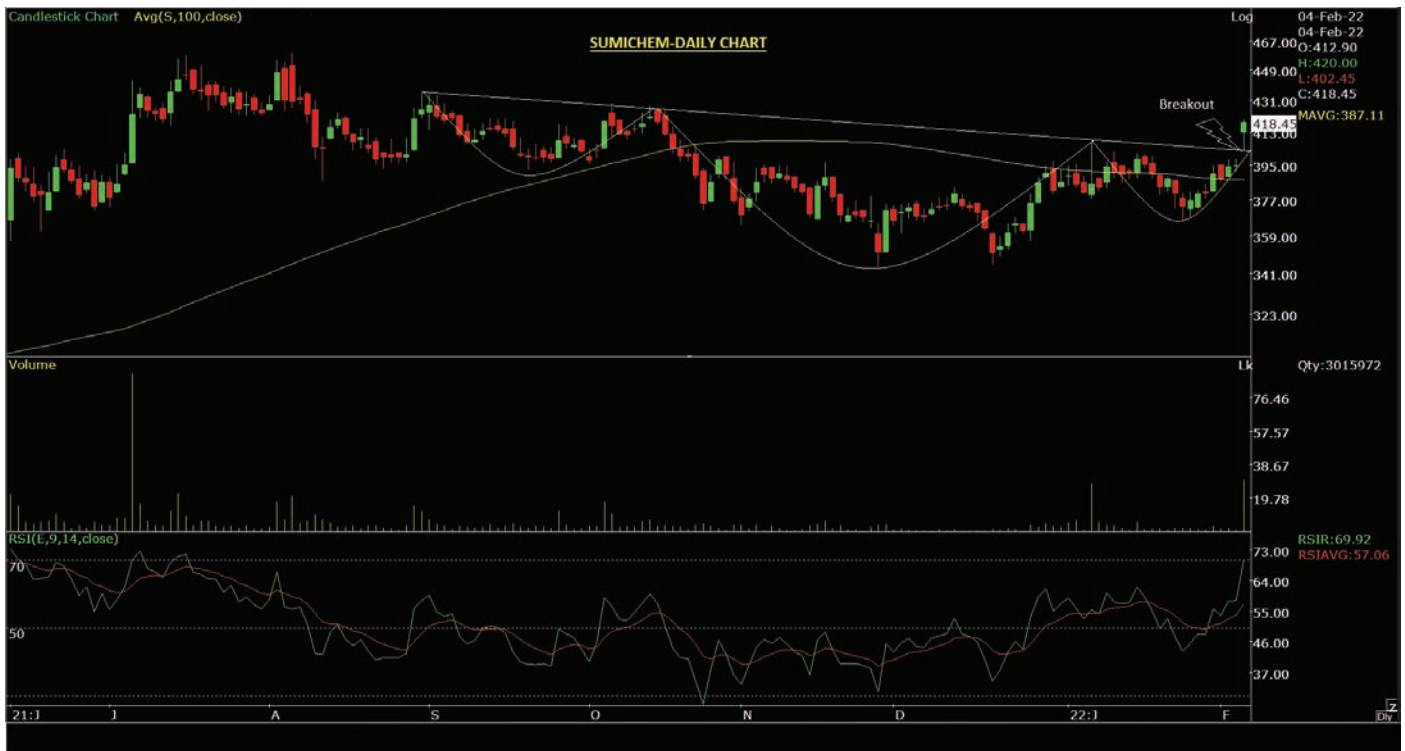 Candlestick Chart Avg(S,100,close)
SUMICHEM-DAILY CHART
Log
04-Feb-22
04-Feb-22
O:412.90
H:420.00
L:402.45
C:418.45
MAVG:387.11
467.00
449.00
431.00
418.45
413.00
395.00
377.00
359.00
341.00
323.00
Breakout
Volume
Lk
Qty:3015972
76.46
57.57
38.67
19.78
RSI(E,9,14,close)
RSIR:69.92
RSIAVG:57.06
70
50
73.00
64.00
55.00
46.00
37.00
21:J J A S O N D 22:J F
Z
Dly